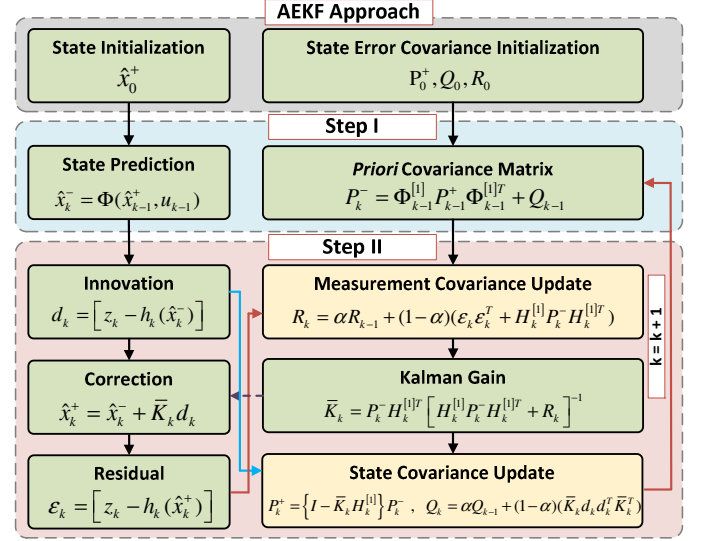 AEKF Approach
State Initialization
x̂₀⁺
State Error Covariance Initialization
P₀⁺, Q₀, R₀
Step I
State Prediction
x̂ₖ⁻ = Φ(x̂ₖ₋₁⁺, uₖ₋₁)
Priori Covariance Matrix
Pₖ⁻ = Φₖ₋₁^[1] Pₖ₋₁⁺ Φₖ₋₁^[1]T + Qₖ₋₁
Step II
Innovation
dₖ = [zₖ − hₖ(x̂ₖ⁻)]
Correction
x̂ₖ⁺ = x̂ₖ⁻ + K̄ₖdₖ
Residual
εₖ = [zₖ − hₖ(x̂ₖ⁺)]
Measurement Covariance Update
Rₖ = αRₖ₋₁ + (1−α)(εₖεₖᵀ + Hₖ^[1] Pₖ⁻ Hₖ^[1]T)
Kalman Gain
K̄ₖ = Pₖ⁻ Hₖ^[1]T [Hₖ^[1] Pₖ⁻ Hₖ^[1]T + Rₖ]⁻¹
State Covariance Update
Pₖ⁺ = {I − K̄ₖHₖ^[1]}Pₖ⁻ , Qₖ = αQₖ₋₁ + (1−α)(K̄ₖdₖdₖᵀK̄ₖᵀ)
k = k + 1